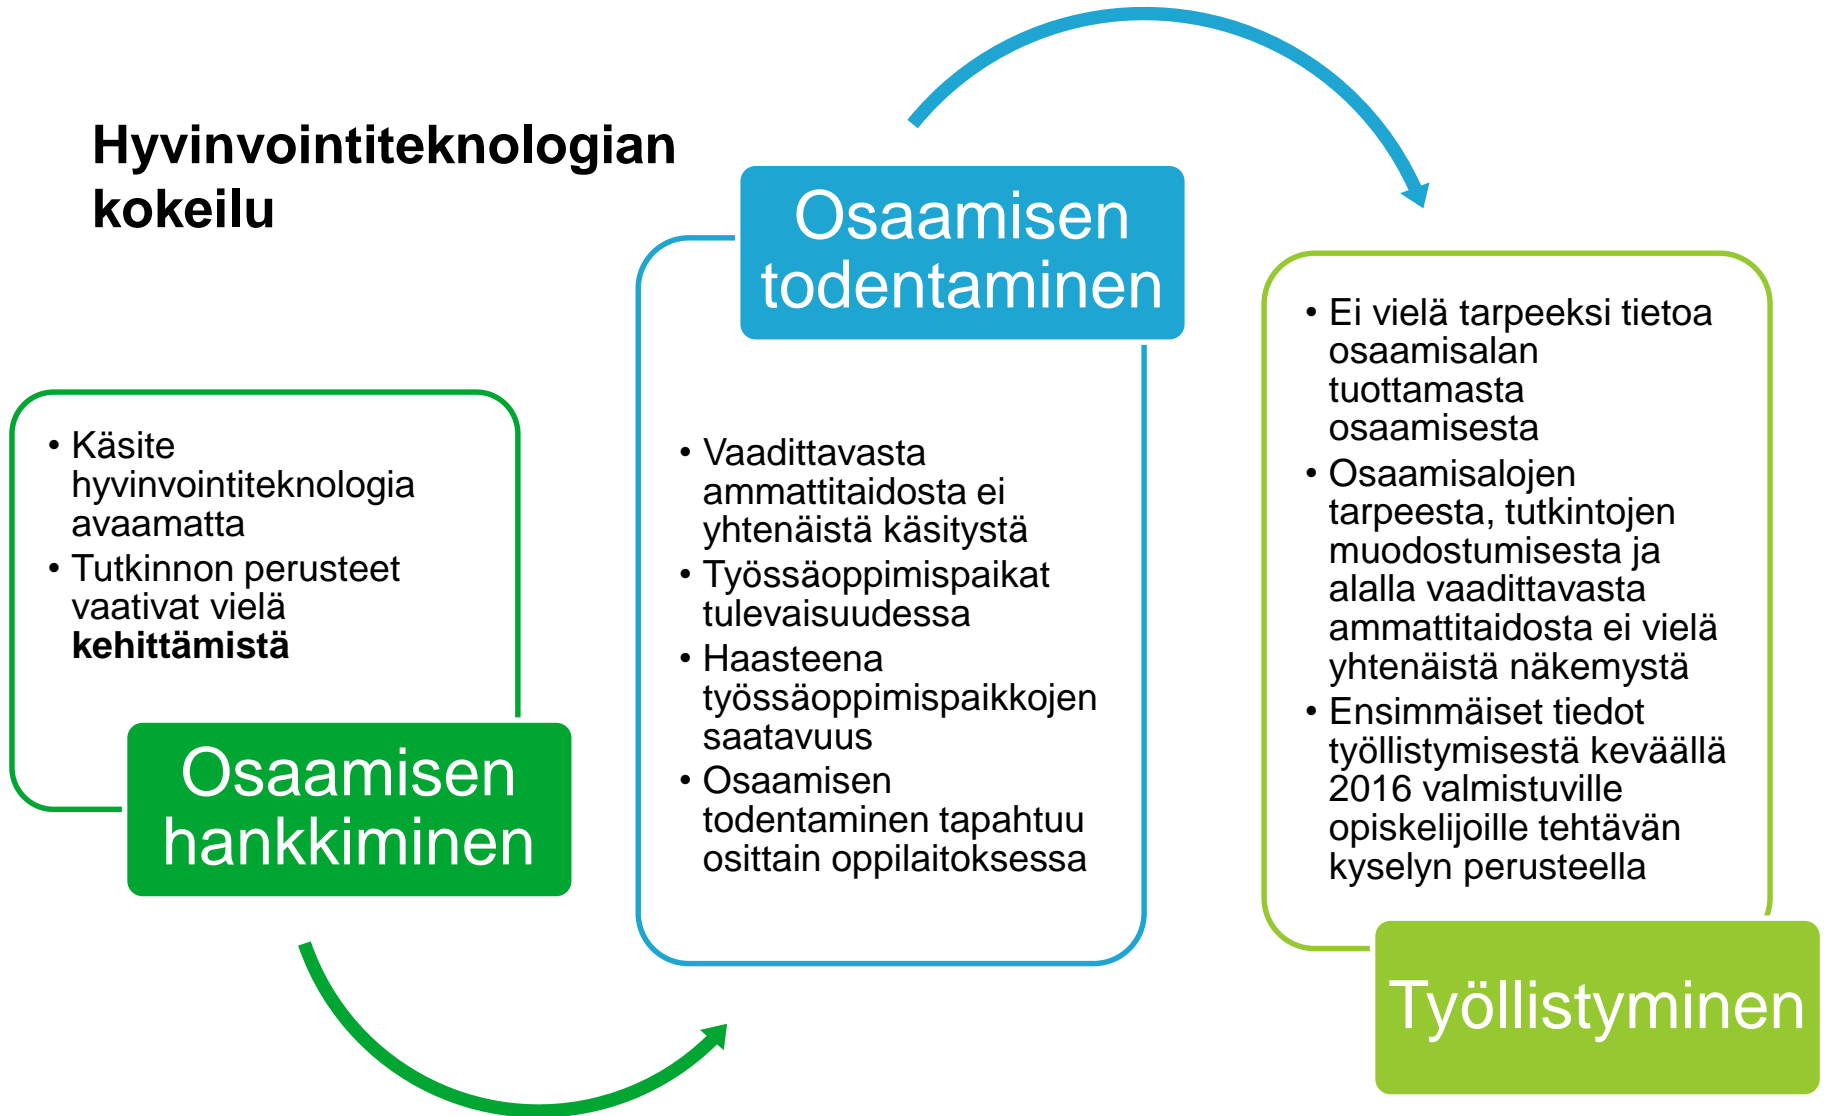 Hyvinvointiteknologian
kokeilu
• Käsite
hyvinvointiteknologia
avaamatta
• Tutkinnon perusteet
vaativat vielä
kehittämistä
Osaamisen
hankkiminen
Osaamisen
todentaminen
• Vaadittavasta
ammattitaidosta ei
yhtenäistä käsitystä
• Työssäoppimispaikat
tulevaisuudessa
• Haasteena
työssäoppimispaikkojen
saatavuus
• Osaamisen
todentaminen tapahtuu
osittain oppilaitoksessa
• Ei vielä tarpeeksi tietoa
osaamisalan
tuottamasta
osaamisesta
• Osaamisalojen
tarpeesta, tutkintojen
muodostumisesta ja
alalla vaadittavasta
ammattitaidosta ei vielä
yhtenäistä näkemystä
• Ensimmäiset tiedot
työllistymisestä keväällä
2016 valmistuville
opiskelijoille tehtävän
kyselyn perusteella
Työllistyminen